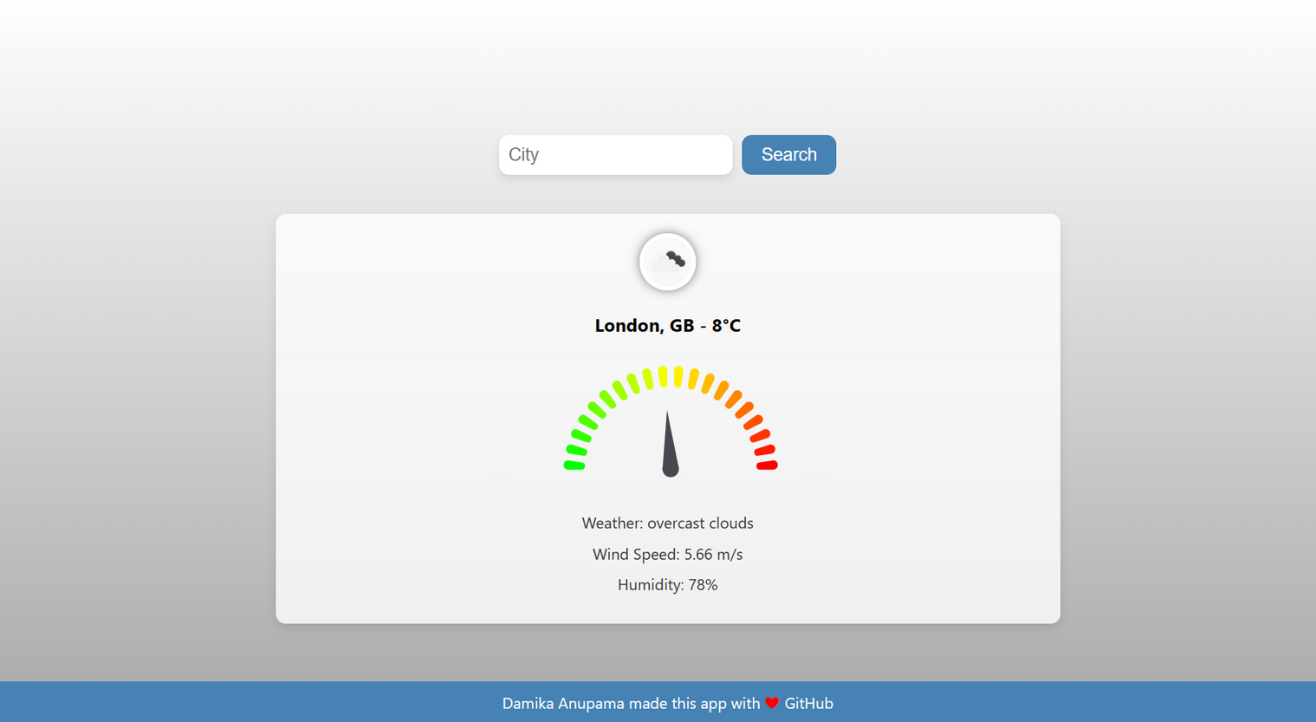 City
Search
London, GB - 8°C
Weather: overcast clouds
Wind Speed: 5.66 m/s
Humidity: 78%
Damika Anupama made this app with ❤ GitHub